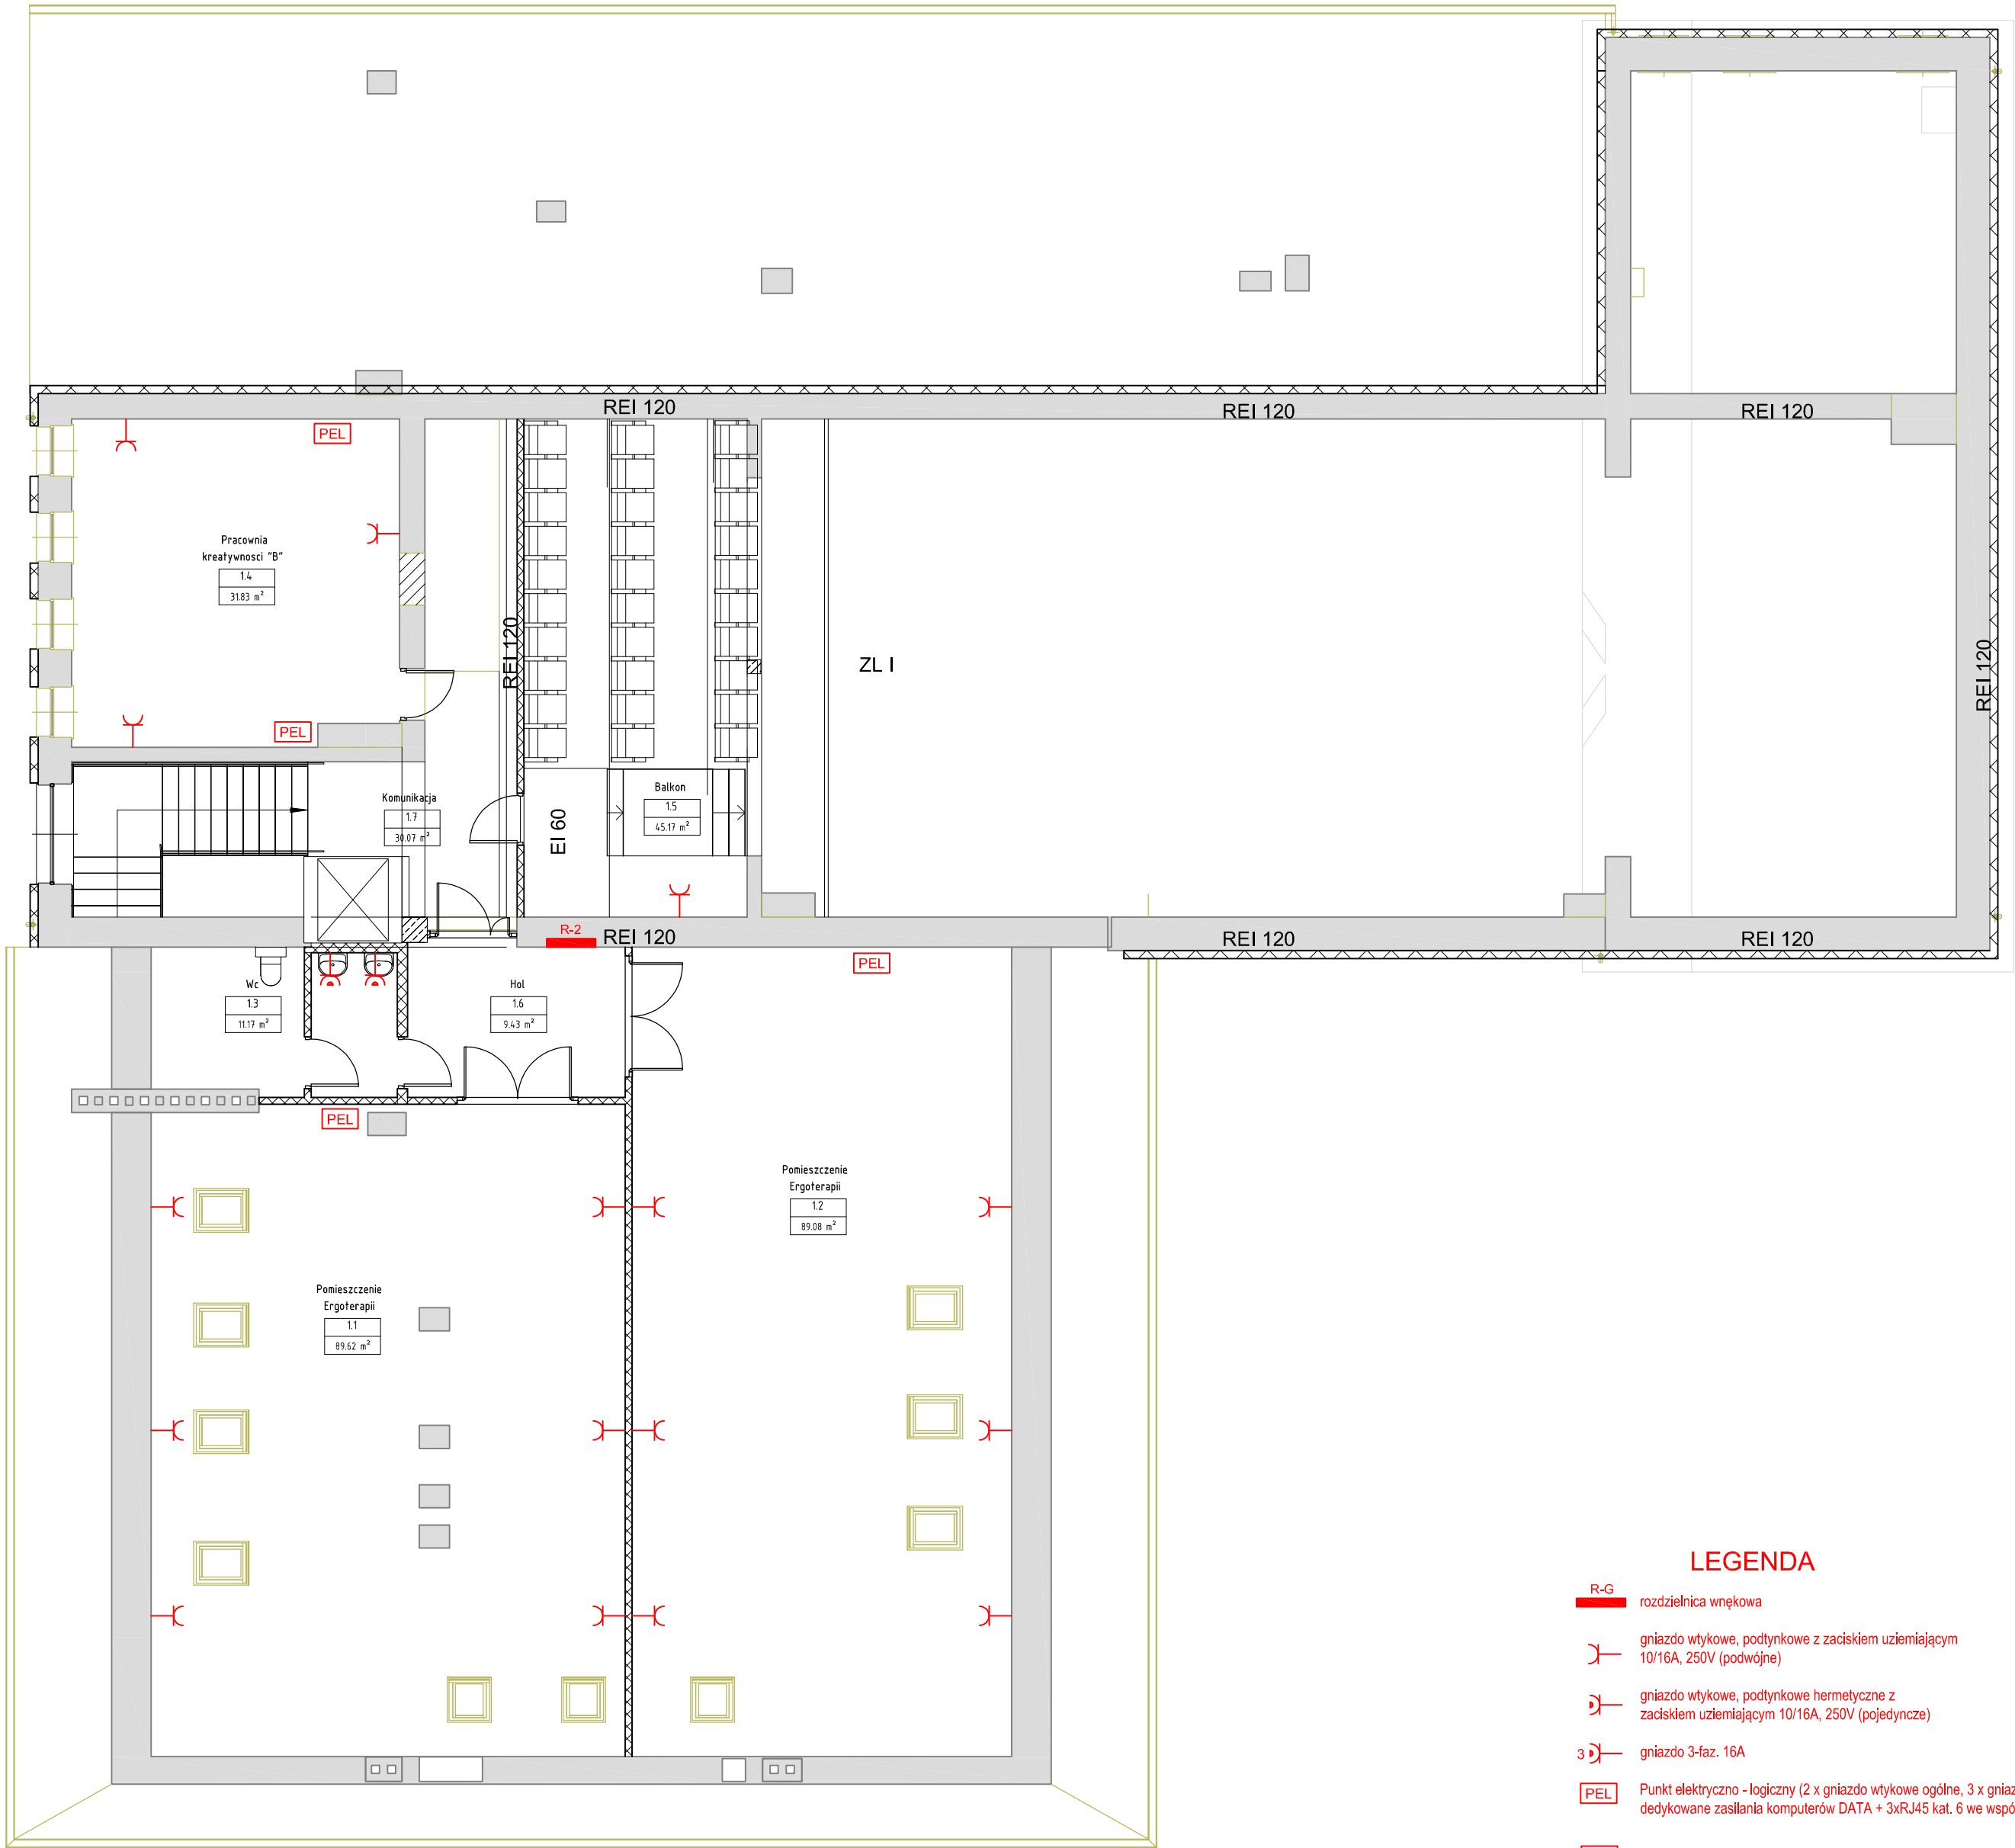 REI 120
REI 120
REI 120
PEL
Pracownia
kreatywnosci "B"
1.4
31.83 m²
REI 120
ZL I
REI 120
PEL
Komunikacja
1.7
30.07 m²
EI 60
Balkon
1.5
45.17 m²
R-2
REI 120
REI 120
REI 120
PEL
Wc
1.3
11.17 m²
Hol
1.6
9.43 m²
PEL
Pomieszczenie
Ergoterapii
1.2
89.08 m²
Pomieszczenie
Ergoterapii
1.1
89.62 m²
LEGENDA
R-G
rozdzielnica wnękowa
gniazdo wtykowe, podtynkowe z zaciskiem uziemiającym
10/16A, 250V (podwójne)
gniazdo wtykowe, podtynkowe hermetyczne z
zaciskiem uziemiającym 10/16A, 250V (pojedyncze)
3
gniazdo 3-faz. 16A
PEL
Punkt elektryczno - logiczny (2 x gniazdo wtykowe ogólne, 3 x gniaz
dedykowane zasilania komputerów DATA + 3xRJ45 kat. 6 we wspó